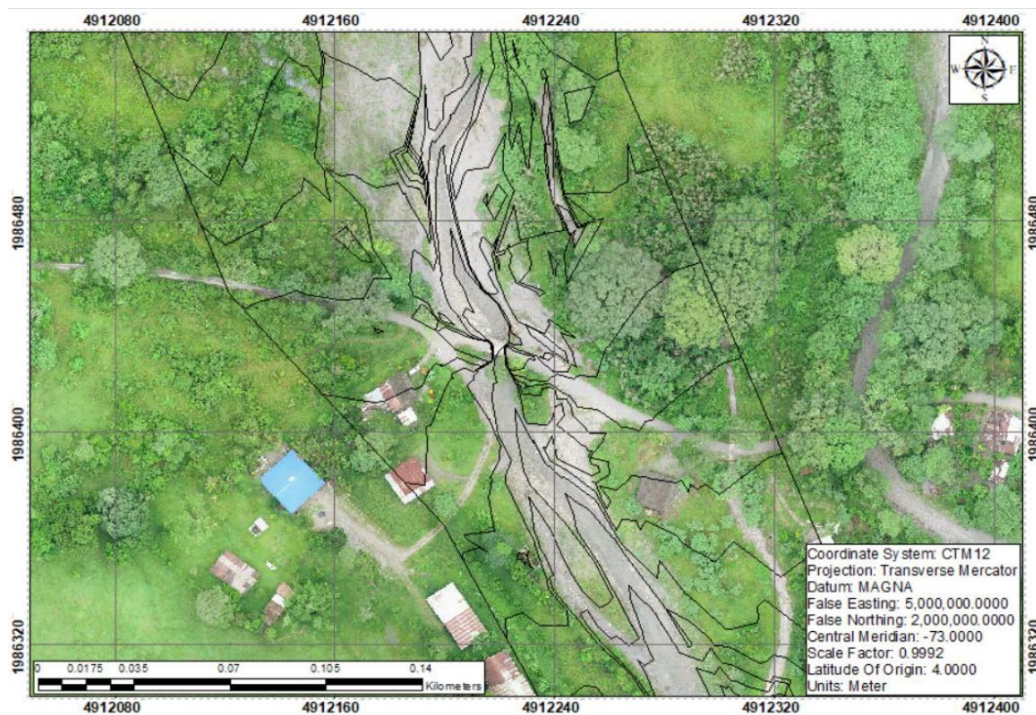 4912080 4912160 4912240 4912320 4912400
N
W E
S
1986480 1986480
1986400 1986400
1986320 1986320
Coordinate System: CTM12
Projection: Transverse Mercator
Datum: MAGNA
False Easting: 5,000,000.0000
False Northing: 2,000,000.0000
Central Meridian: -73.0000
Scale Factor: 0.9992
Latitude Of Origin: 4.0000
Units: Meter
0 0.0175 0.035 0.07 0.105 0.14
Kilometers
4912080 4912160 4912240 4912320 4912400